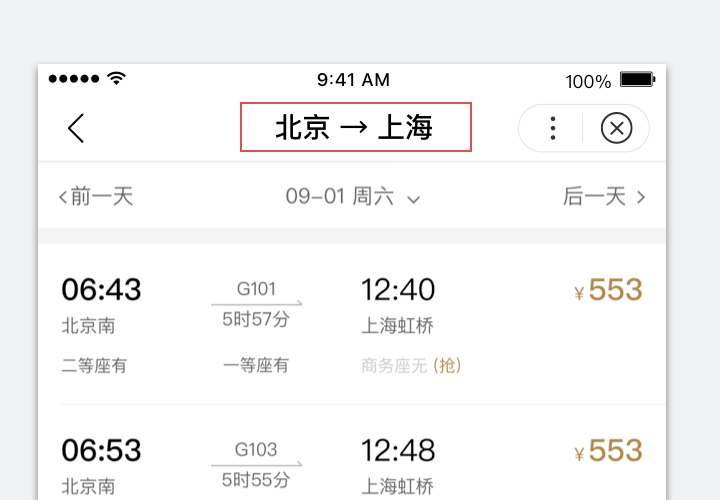 9:41 AM 100%
北京 → 上海
前一天 09-01 周六 后一天
06:43 G101 12:40 ¥553
北京南 5时57分 上海虹桥
二等座有 一等座有 商务座无 (抢)
06:53 G103 12:48 ¥553
北京南 5时55分 上海虹桥